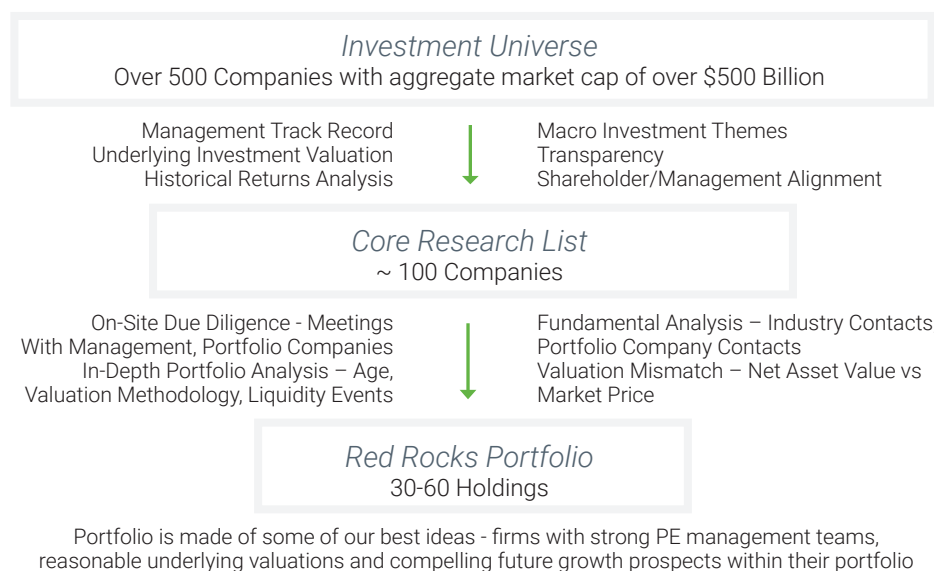 Investment Universe
Over 500 Companies with aggregate market cap of over $500 Billion
Management Track Record
Underlying Investment Valuation
Historical Returns Analysis
Macro Investment Themes
Transparency
Shareholder/Management Alignment
Core Research List
~ 100 Companies
On-Site Due Diligence - Meetings
With Management, Portfolio Companies
In-Depth Portfolio Analysis – Age,
Valuation Methodology, Liquidity Events
Fundamental Analysis – Industry Contacts
Portfolio Company Contacts
Valuation Mismatch – Net Asset Value vs
Market Price
Red Rocks Portfolio
30-60 Holdings
Portfolio is made of some of our best ideas - firms with strong PE management teams,
reasonable underlying valuations and compelling future growth prospects within their portfolio